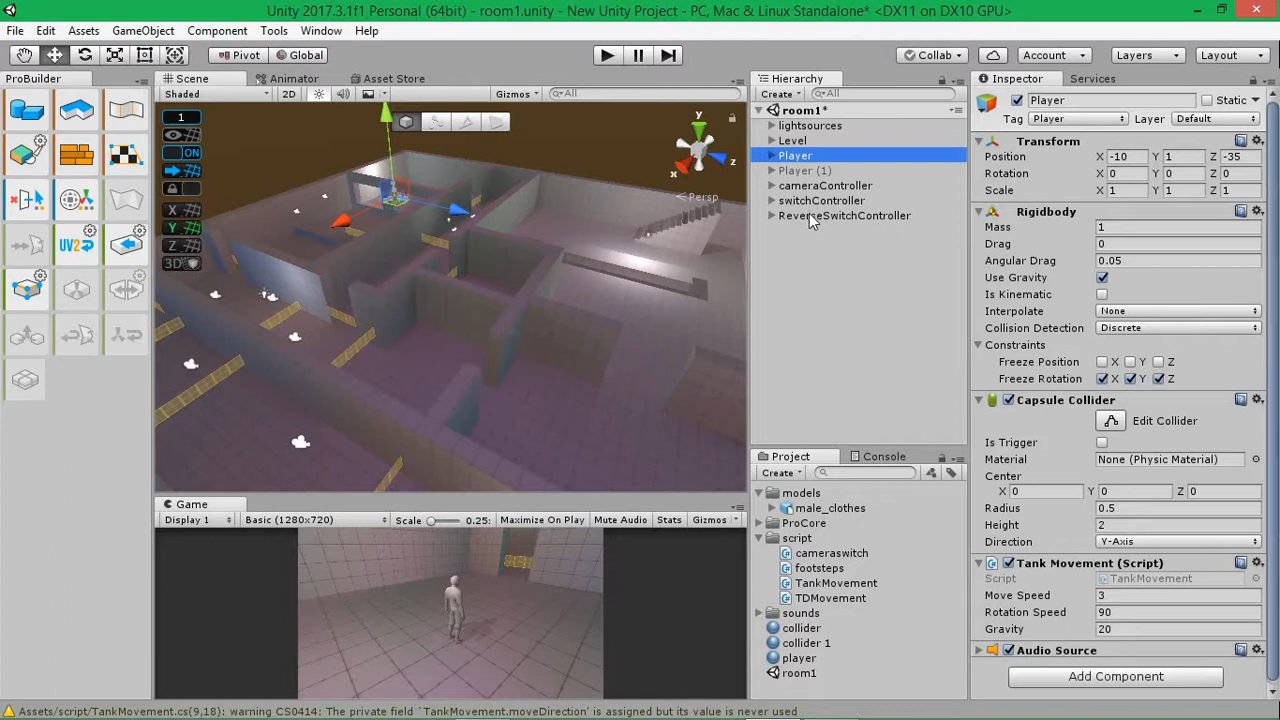 Unity 2017.3.1f1 Personal (64bit) - room1.unity - New Unity Project - PC, Mac & Linux Standalone* <DX11 on DX10 GPU>
File Edit Assets GameObject Component Tools Window Help
Pivot Global Collab Account Layers Layout
ProBuilder Scene Animator Asset Store Hierarchy Inspector Services
Shaded 2D Gizmos All Create All
1
ON
X
Y
Z
3D
UV2
y
z
x
Persp
room1*
lightsources
Level
Player
Player (1)
cameraController
switchController
ReverseSwitchController
Player Static
Tag Player Layer Default
Transform
Position X -10 Y 1 Z -35
Rotation X 0 Y 0 Z 0
Scale X 1 Y 1 Z 1
Rigidbody
Mass 1
Drag 0
Angular Drag 0.05
Use Gravity
Is Kinematic
Interpolate None
Collision Detection Discrete
Constraints
Freeze Position X Y Z
Freeze Rotation X Y Z
Capsule Collider
Edit Collider
Is Trigger
Material None (Physic Material)
Center
X 0 Y 0 Z 0
Radius 0.5
Height 2
Direction Y-Axis
Tank Movement (Script)
Script TankMovement
Move Speed 3
Rotation Speed 90
Gravity 20
Audio Source
Add Component
Project Console
Create
models
male_clothes
ProCore
script
cameraswitch
footsteps
TankMovement
TDMovement
sounds
collider
collider 1
player
room1
Game
Display 1 Basic (1280x720) Scale 0.25: Maximize On Play Mute Audio Stats Gizmos
Assets/script/TankMovement.cs(9,18): warning CS0414: The private field `TankMovement.moveDirection' is assigned but its value is never used